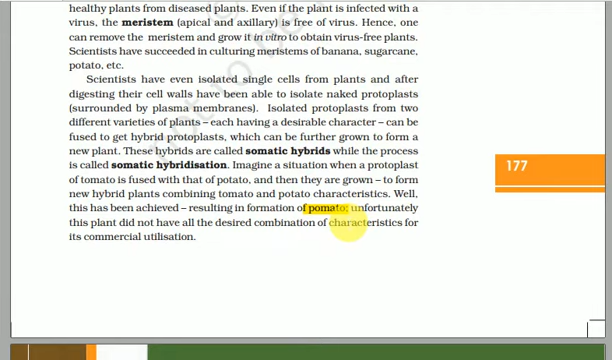 healthy plants from diseased plants. Even if the plant is infected with a
virus, the meristem (apical and axillary) is free of virus. Hence, one
can remove the meristem and grow it in vitro to obtain virus-free plants.
Scientists have succeeded in culturing meristems of banana, sugarcane,
potato, etc.
Scientists have even isolated single cells from plants and after
digesting their cell walls have been able to isolate naked protoplasts
(surrounded by plasma membranes). Isolated protoplasts from two
different varieties of plants – each having a desirable character – can be
fused to get hybrid protoplasts, which can be further grown to form a
new plant. These hybrids are called somatic hybrids while the process
is called somatic hybridisation. Imagine a situation when a protoplast
of tomato is fused with that of potato, and then they are grown – to form
new hybrid plants combining tomato and potato characteristics. Well,
this has been achieved – resulting in formation of pomato; unfortunately
this plant did not have all the desired combination of characteristics for
its commercial utilisation.
177